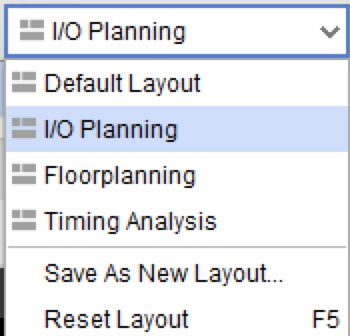 I/O Planning
Default Layout
I/O Planning
Floorplanning
Timing Analysis
Save As New Layout...
Reset Layout F5